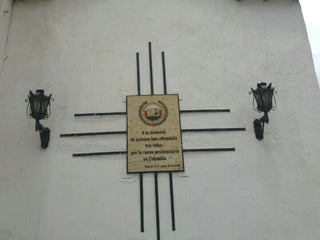 A la memoria
de quienes han ofrendado
sus vidas,
por la causa penitenciaria
en Colombia